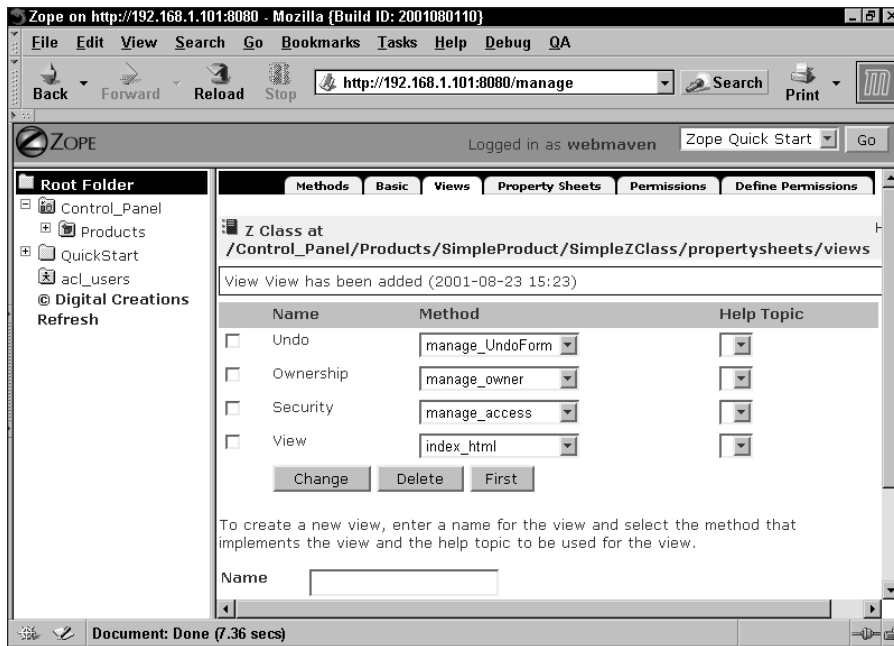 Zope on http://192.168.1.101:8080 - Mozilla {Build ID: 2001080110}
File Edit View Search Go Bookmarks Tasks Help Debug QA
Back Forward Reload Stop http://192.168.1.101:8080/manage Search Print
ZOPE Logged in as webmaven Zope Quick Start Go
Root Folder
Control_Panel
Products
QuickStart
acl_users
© Digital Creations
Refresh
Methods Basic Views Property Sheets Permissions Define Permissions
Z Class at
/Control_Panel/Products/SimpleProduct/SimpleZClass/propertysheets/views
View View has been added (2001-08-23 15:23)
Name Method Help Topic
Undo manage_UndoForm
Ownership manage_owner
Security manage_access
View index_html
Change Delete First
To create a new view, enter a name for the view and select the method that
implements the view and the help topic to be used for the view.
Name
Document: Done (7.36 secs)